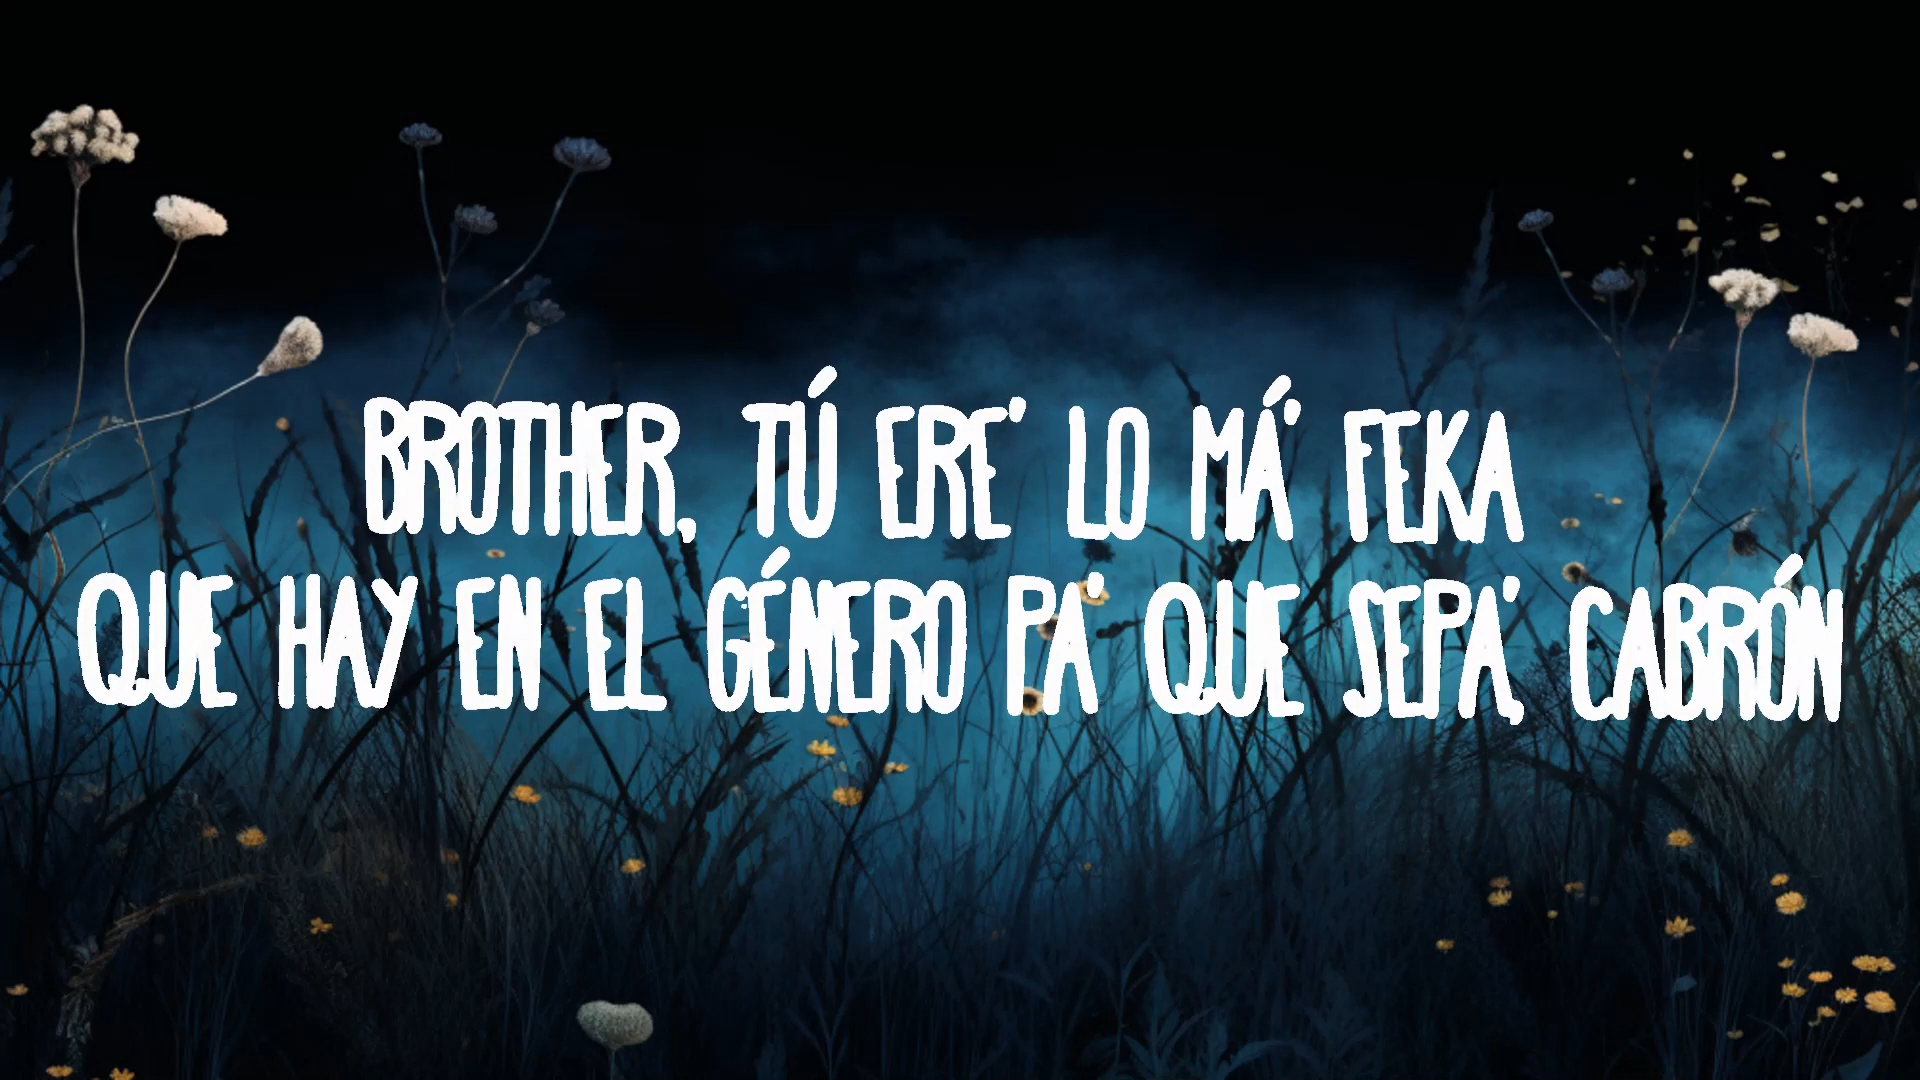 BROTHER, TÚ ERE' LO MÁ' FEKA
QUE HAY EN EL GÉNERO PA' QUE SEPA', CABRÓN